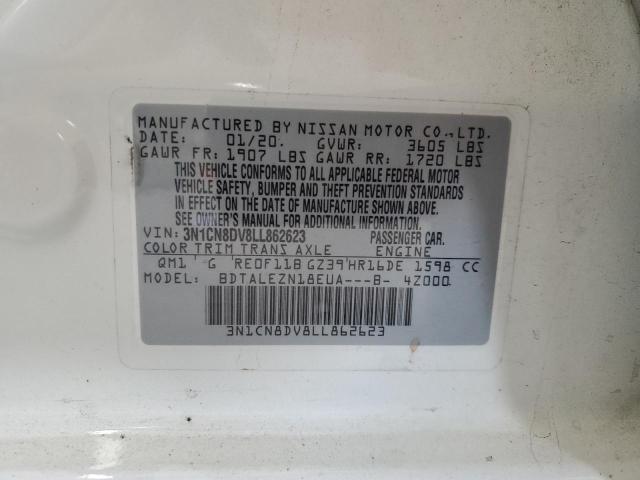 MANUFACTURED BY NISSAN MOTOR CO.,LTD.
DATE: 01/20. GVWR: 3605 LBS
GAWR FR: 1907 LBS GAWR RR: 1720 LBS
THIS VEHICLE CONFORMS TO ALL APPLICABLE FEDERAL MOTOR
VEHICLE SAFETY, BUMPER AND THEFT PREVENTION STANDARDS
IN EFFECT ON THE DATE OF MANUFACTURE SHOWN ABOVE.
SEE OWNER'S MANUAL FOR ADDITIONAL INFORMATION
VIN: 3N1CN8DV8LL862623 PASSENGER CAR.
COLOR TRIM TRANS AXLE ENGINE
QM1 G RE0F11B GZ39 HR16DE 1598 CC
MODEL: BDTALEZN18EUA---B- 4Z000
3N1CN8DV8LL862623